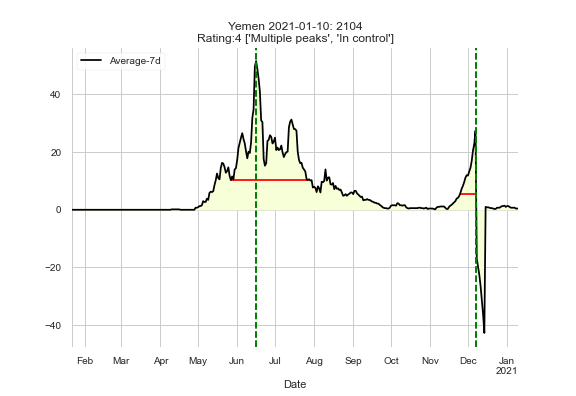 Yemen 2021-01-10: 2104
Rating:4 ['Multiple peaks', 'In control']
Average-7d
40
20
0
−20
−40
Feb Mar Apr May Jun Jul Aug Sep Oct Nov Dec Jan
2021
Date